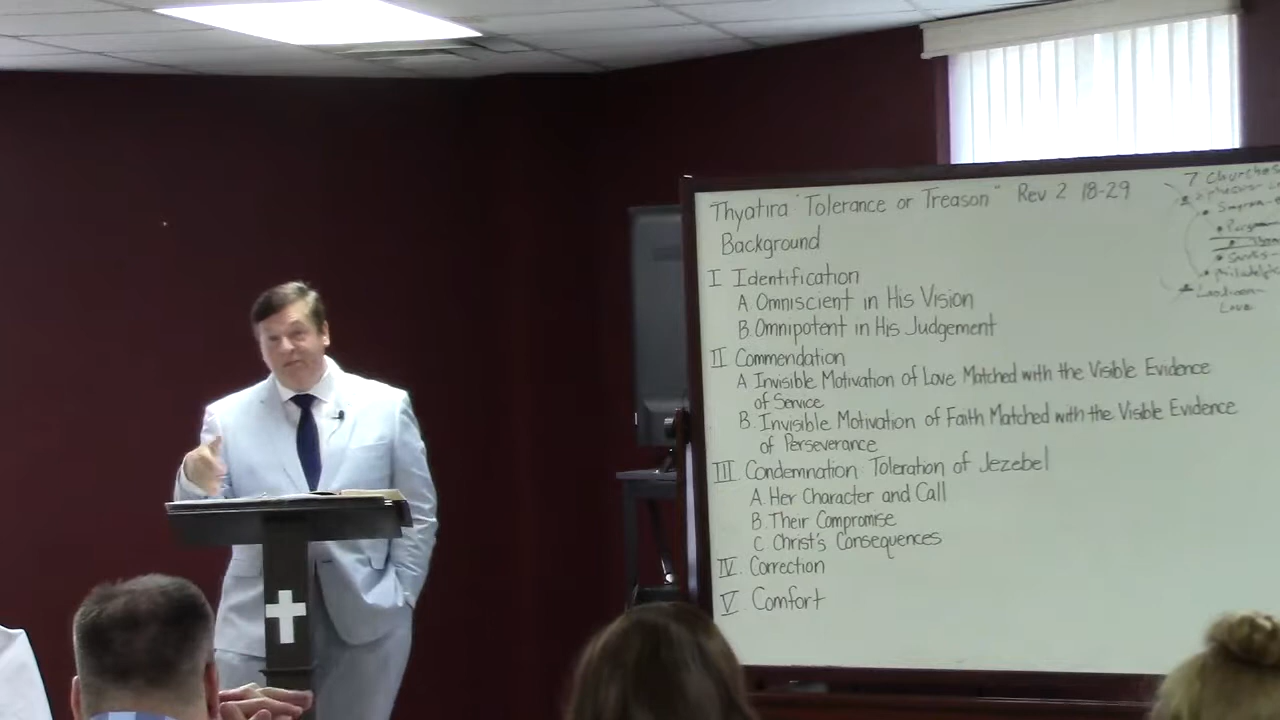 Thyatira "Tolerance or Treason" Rev 2 18-29
Background
I Identification
A. Omniscient in His Vision
B. Omnipotent in His Judgement
II Commendation
A Invisible Motivation of Love Matched with the Visible Evidence
of Service
B. Invisible Motivation of Faith Matched with the Visible Evidence
of Perseverance
III Condemnation: Toleration of Jezebel
A. Her Character and Call
B. Their Compromise
C Christ's Consequences
IV. Correction
V. Comfort
7 Churches
Smyrna
Sardis
Philadelphia
Love